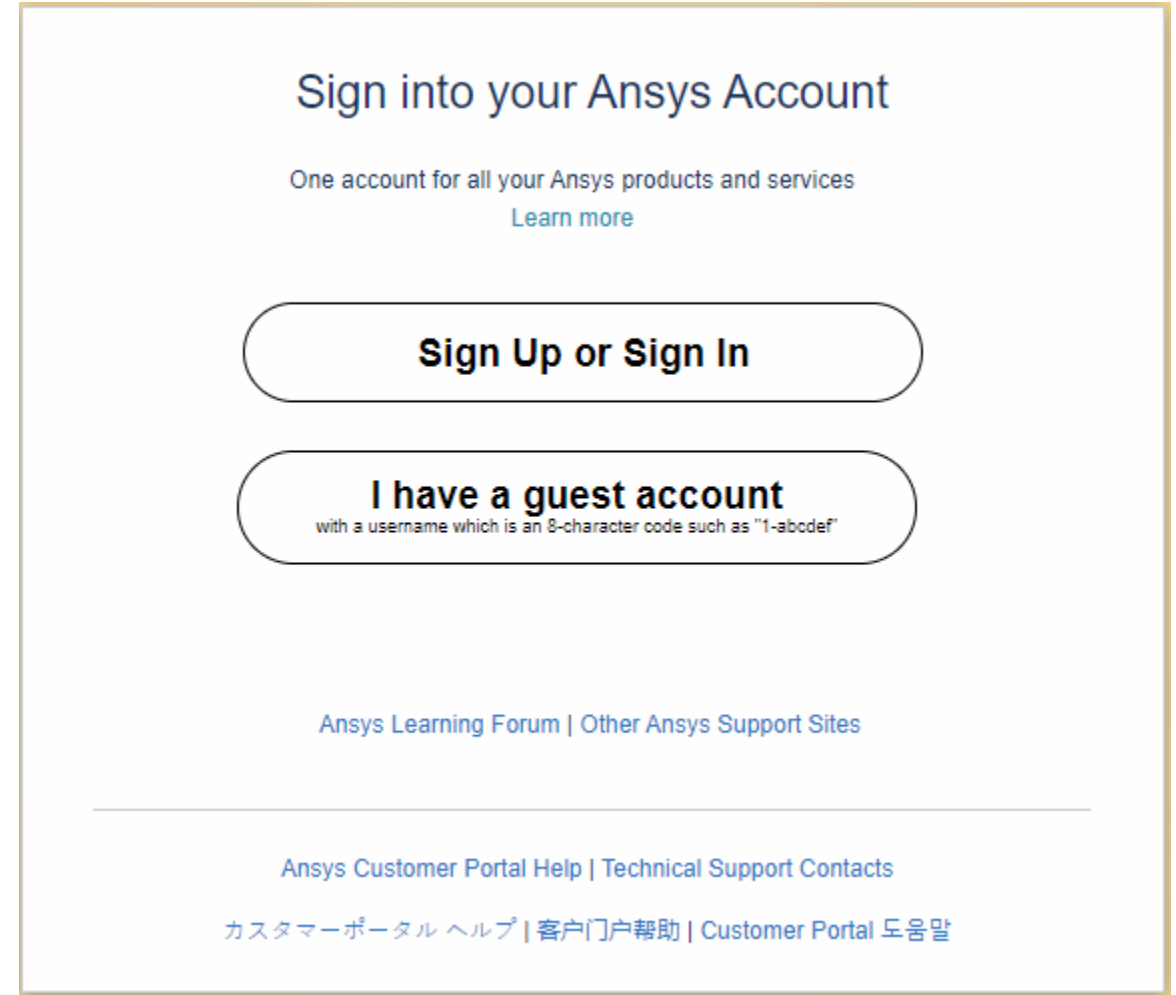 Sign into your Ansys Account
One account for all your Ansys products and services
Learn more
Sign Up or Sign In
I have a guest account
with a username which is an 8-character code such as "1-abcdef"
Ansys Learning Forum | Other Ansys Support Sites
Ansys Customer Portal Help | Technical Support Contacts
カスタマーポータル ヘルプ | 客户门户帮助 | Customer Portal 도움말